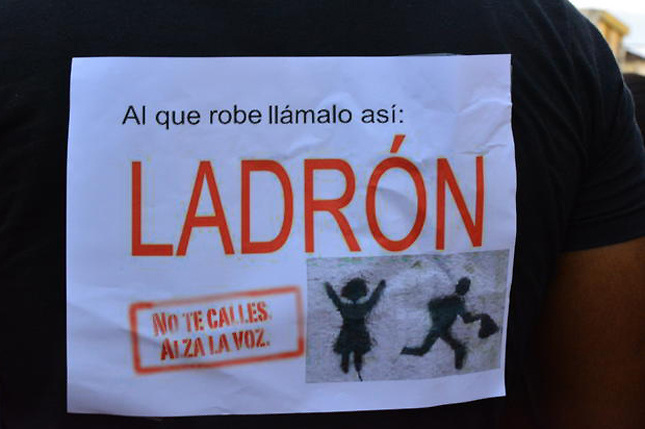 Al que robe llámalo así:
LADRÓN
NO TE CALLES.
ALZA LA VOZ.